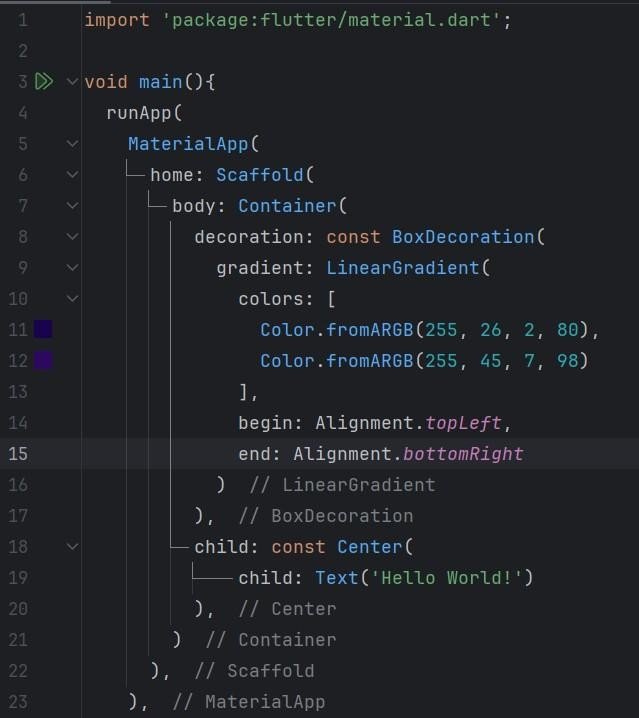 1 import 'package:flutter/material.dart';
2
3 void main(){
4 runApp(
5 MaterialApp(
6 home: Scaffold(
7 body: Container(
8 decoration: const BoxDecoration(
9 gradient: LinearGradient(
10 colors: [
11 Color.fromARGB(255, 26, 2, 80),
12 Color.fromARGB(255, 45, 7, 98)
13 ],
14 begin: Alignment.topLeft,
15 end: Alignment.bottomRight
16 ) // LinearGradient
17 ), // BoxDecoration
18 child: const Center(
19 child: Text('Hello World!')
20 ), // Center
21 ) // Container
22 ), // Scaffold
23 ), // MaterialApp